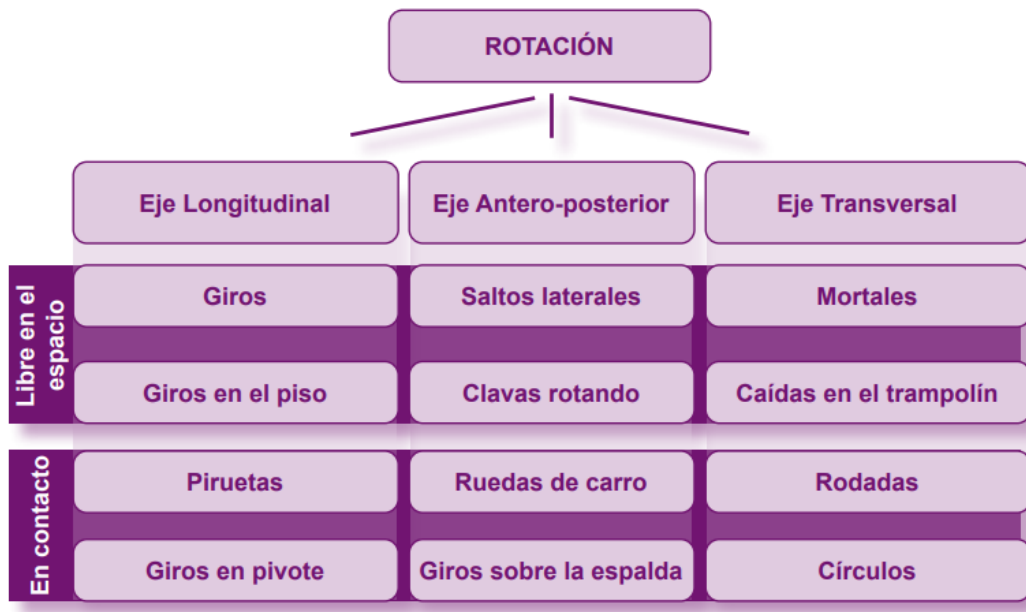 ROTACIÓN
Eje Longitudinal
Eje Antero-posterior
Eje Transversal
Libre en el
espacio
Giros
Saltos laterales
Mortales
Giros en el piso
Clavas rotando
Caídas en el trampolín
En contacto
Piruetas
Ruedas de carro
Rodadas
Giros en pivote
Giros sobre la espalda
Círculos